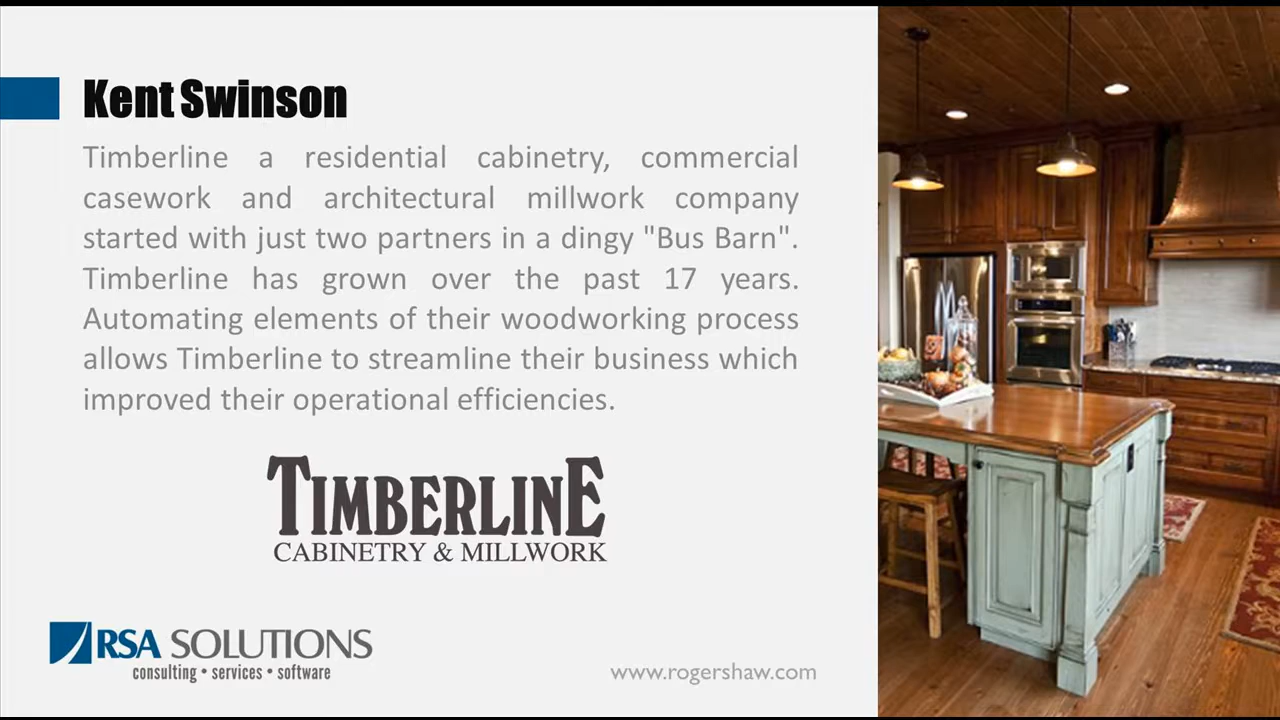 Kent Swinson
Timberline a residential cabinetry, commercial
casework and architectural millwork company
started with just two partners in a dingy "Bus Barn".
Timberline has grown over the past 17 years.
Automating elements of their woodworking process
allows Timberline to streamline their business which
improved their operational efficiencies.
TIMBERLINE
CABINETRY & MILLWORK
RSA SOLUTIONS
consulting • services • software
www.rogershaw.com